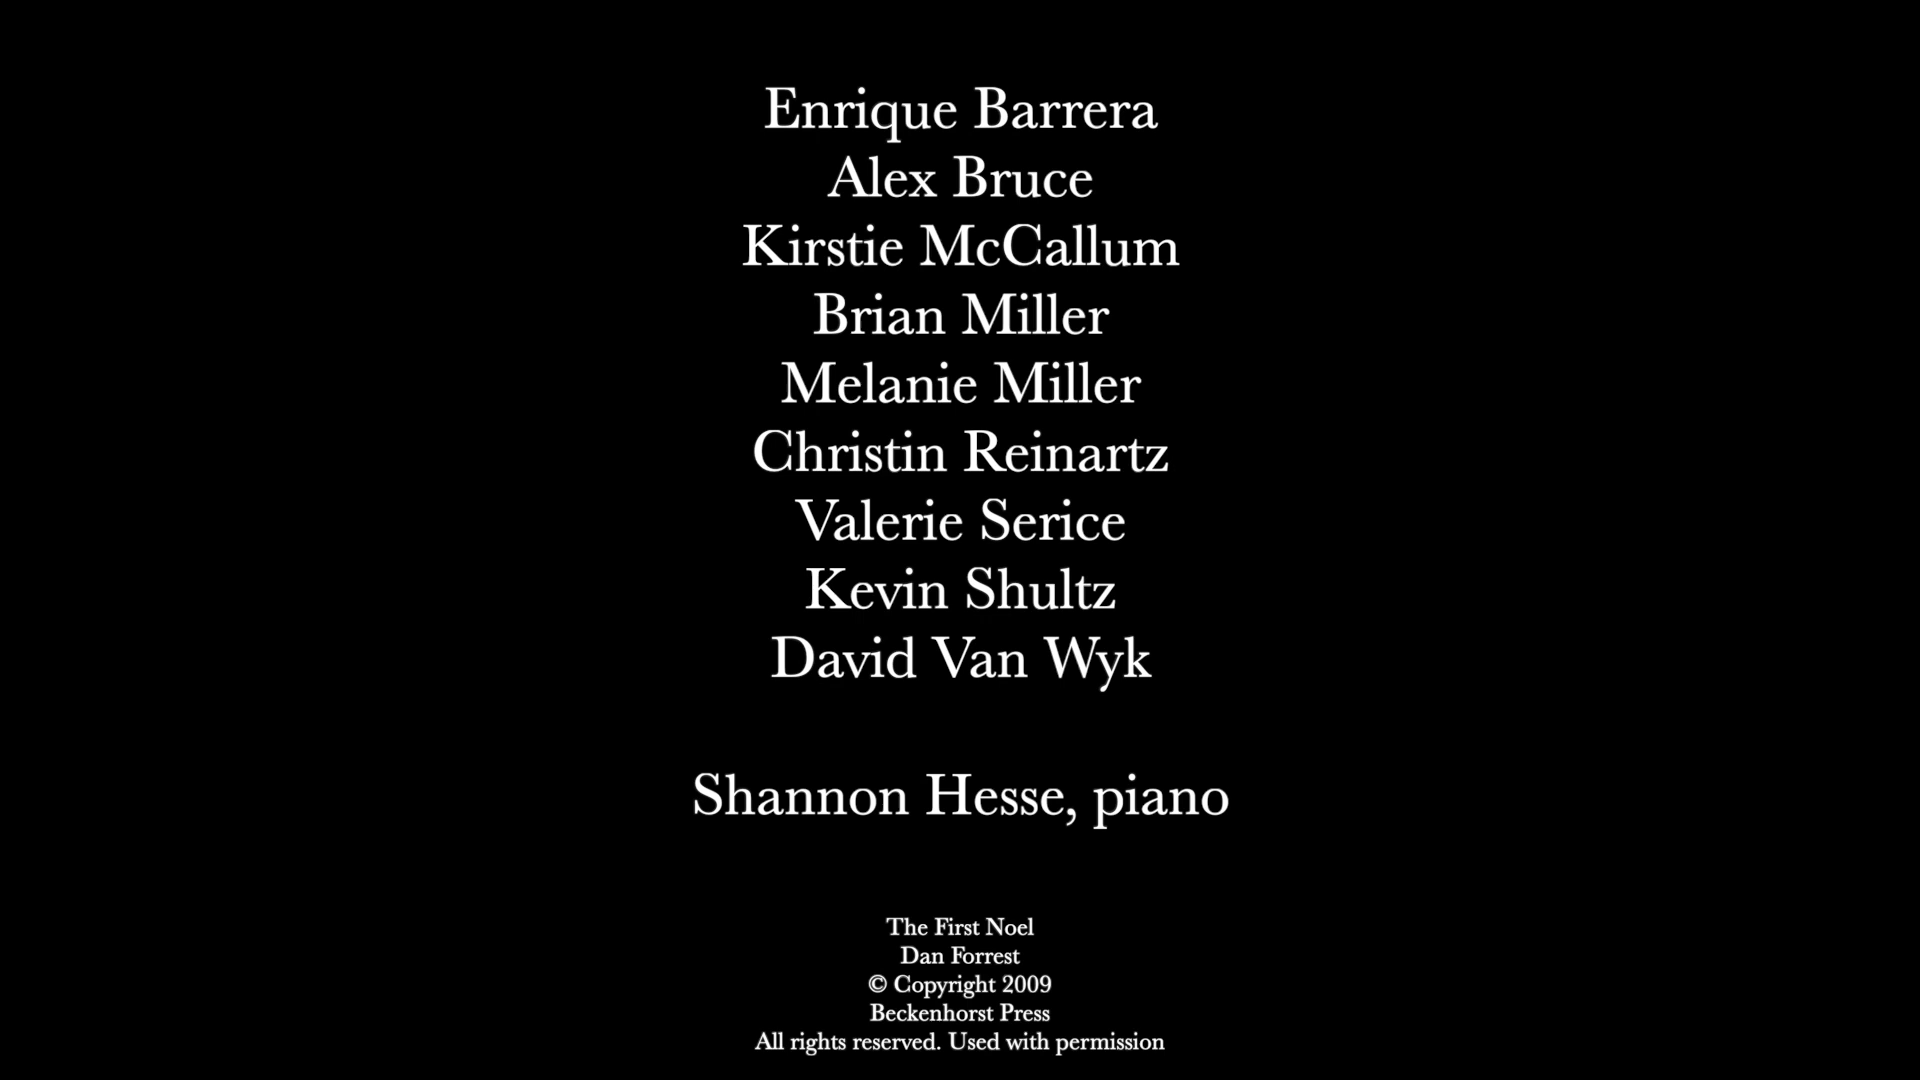 Enrique Barrera
Alex Bruce
Kirstie McCallum
Brian Miller
Melanie Miller
Christin Reinartz
Valerie Serice
Kevin Shultz
David Van Wyk
Shannon Hesse, piano
The First Noel
Dan Forrest
© Copyright 2009
Beckenhorst Press
All rights reserved. Used with permission